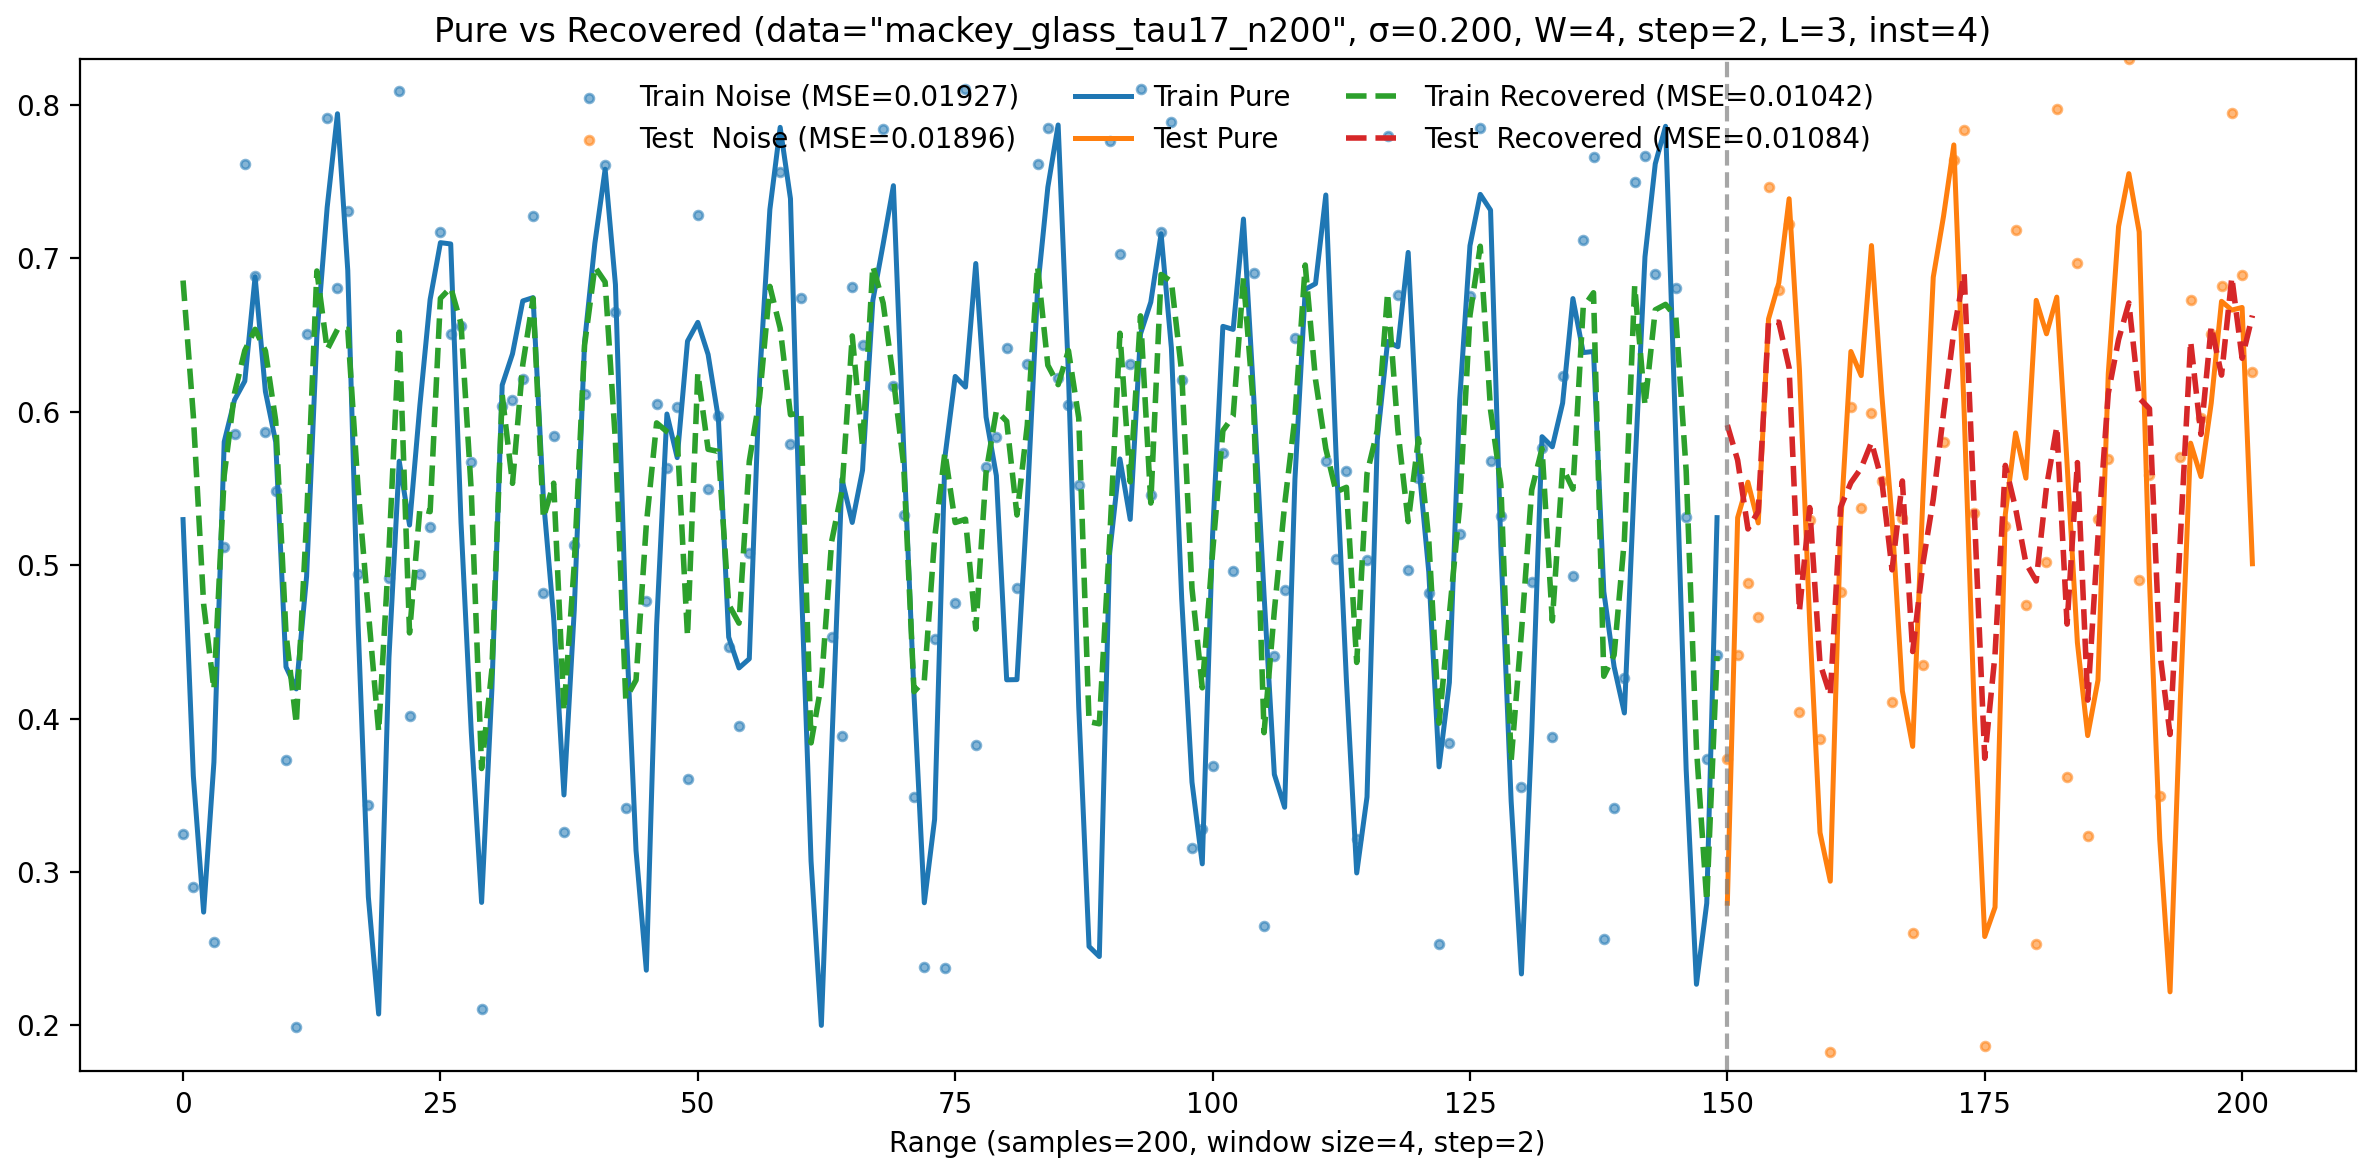 Pure vs Recovered (data="mackey_glass_tau17_n200", σ=0.200, W=4, step=2, L=3, inst=4)
Train Noise (MSE=0.01927) Train Pure Train Recovered (MSE=0.01042)
Test  Noise (MSE=0.01896) Test Pure Test  Recovered (MSE=0.01084)
0.8
0.7
0.6
0.5
0.4
0.3
0.2
0 25 50 75 100 125 150 175 200
Range (samples=200, window size=4, step=2)